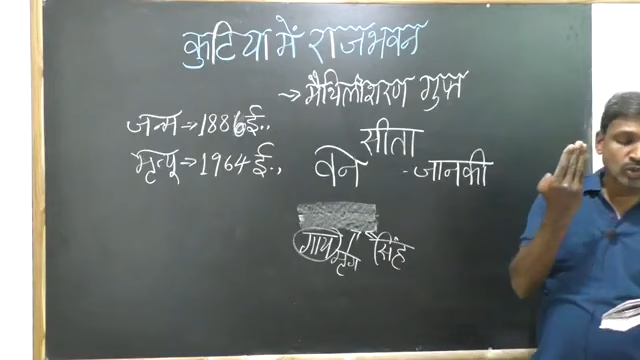 कुटिया में राजभवन
→ मैथिलीशरण गुप्त
जन्म → 1886 ई.,
मृत्यू → 1964 ई.,
सीता
वन
- जानकी
गाय
मृग
सिंह